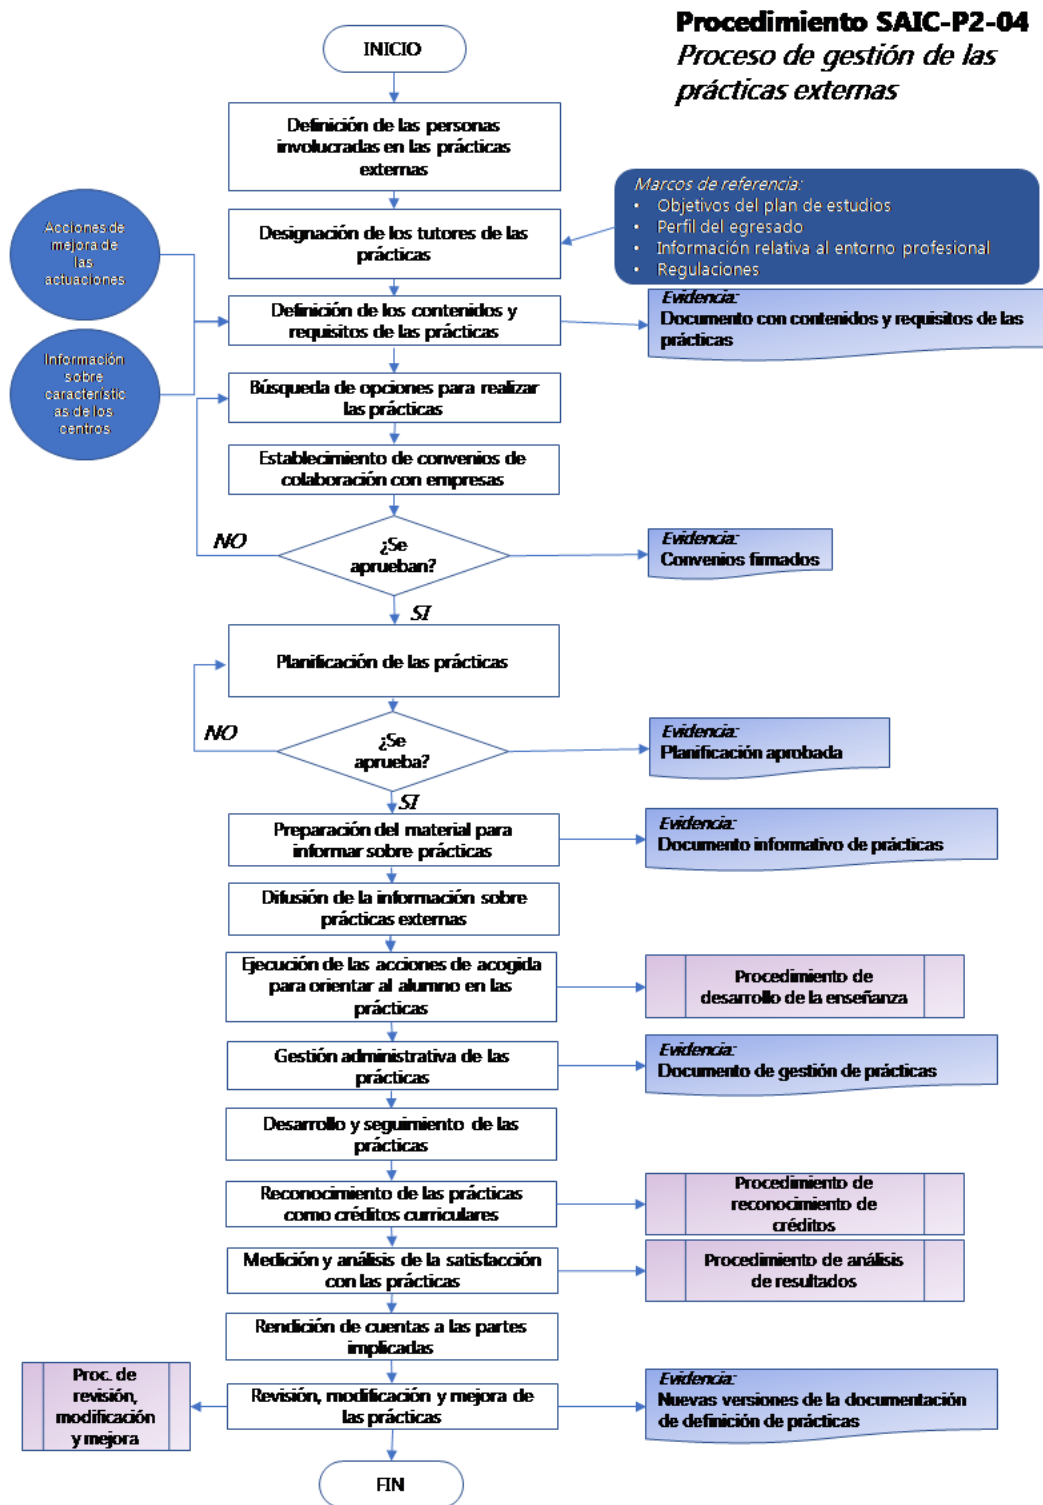 Procedimiento SAIC-P2-04
Proceso de gestión de las
prácticas externas
INICIO
Definición de las personas
involucradas en las prácticas
externas
Marcos de referencia:
• Objetivos del plan de estudios
• Perfil del egresado
• Información relativa al entorno profesional
• Regulaciones
Acciones de
mejora de
las
actuaciones
Designación de los tutores de las
prácticas
Definición de los contenidos y
requisitos de las prácticas
Evidencia:
Documento con contenidos y requisitos de las
prácticas
Información
sobre
característic
as de los
centros
Búsqueda de opciones para realizar
las prácticas
Establecimiento de convenios de
colaboración con empresas
NO
¿Se
aprueban?
Evidencia:
Convenios firmados
SI
Planificación de las prácticas
NO
¿Se
aprueba?
Evidencia:
Planificación aprobada
SI
Preparación del material para
informar sobre prácticas
Evidencia:
Documento informativo de prácticas
Difusión de la información sobre
prácticas externas
Ejecución de las acciones de acogida
para orientar al alumno en las
prácticas
Procedimiento de
desarrollo de la enseñanza
Gestión administrativa de las
prácticas
Evidencia:
Documento de gestión de prácticas
Desarrollo y seguimiento de las
prácticas
Reconocimiento de las prácticas
como créditos curriculares
Procedimiento de
reconocimiento de
créditos
Medición y análisis de la satisfacción
con las prácticas
Procedimiento de análisis
de resultados
Rendición de cuentas a las partes
implicadas
Proc. de
revisión,
modificación
y mejora
Revisión, modificación y mejora de
las prácticas
Evidencia:
Nuevas versiones de la documentación
de definición de prácticas
FIN